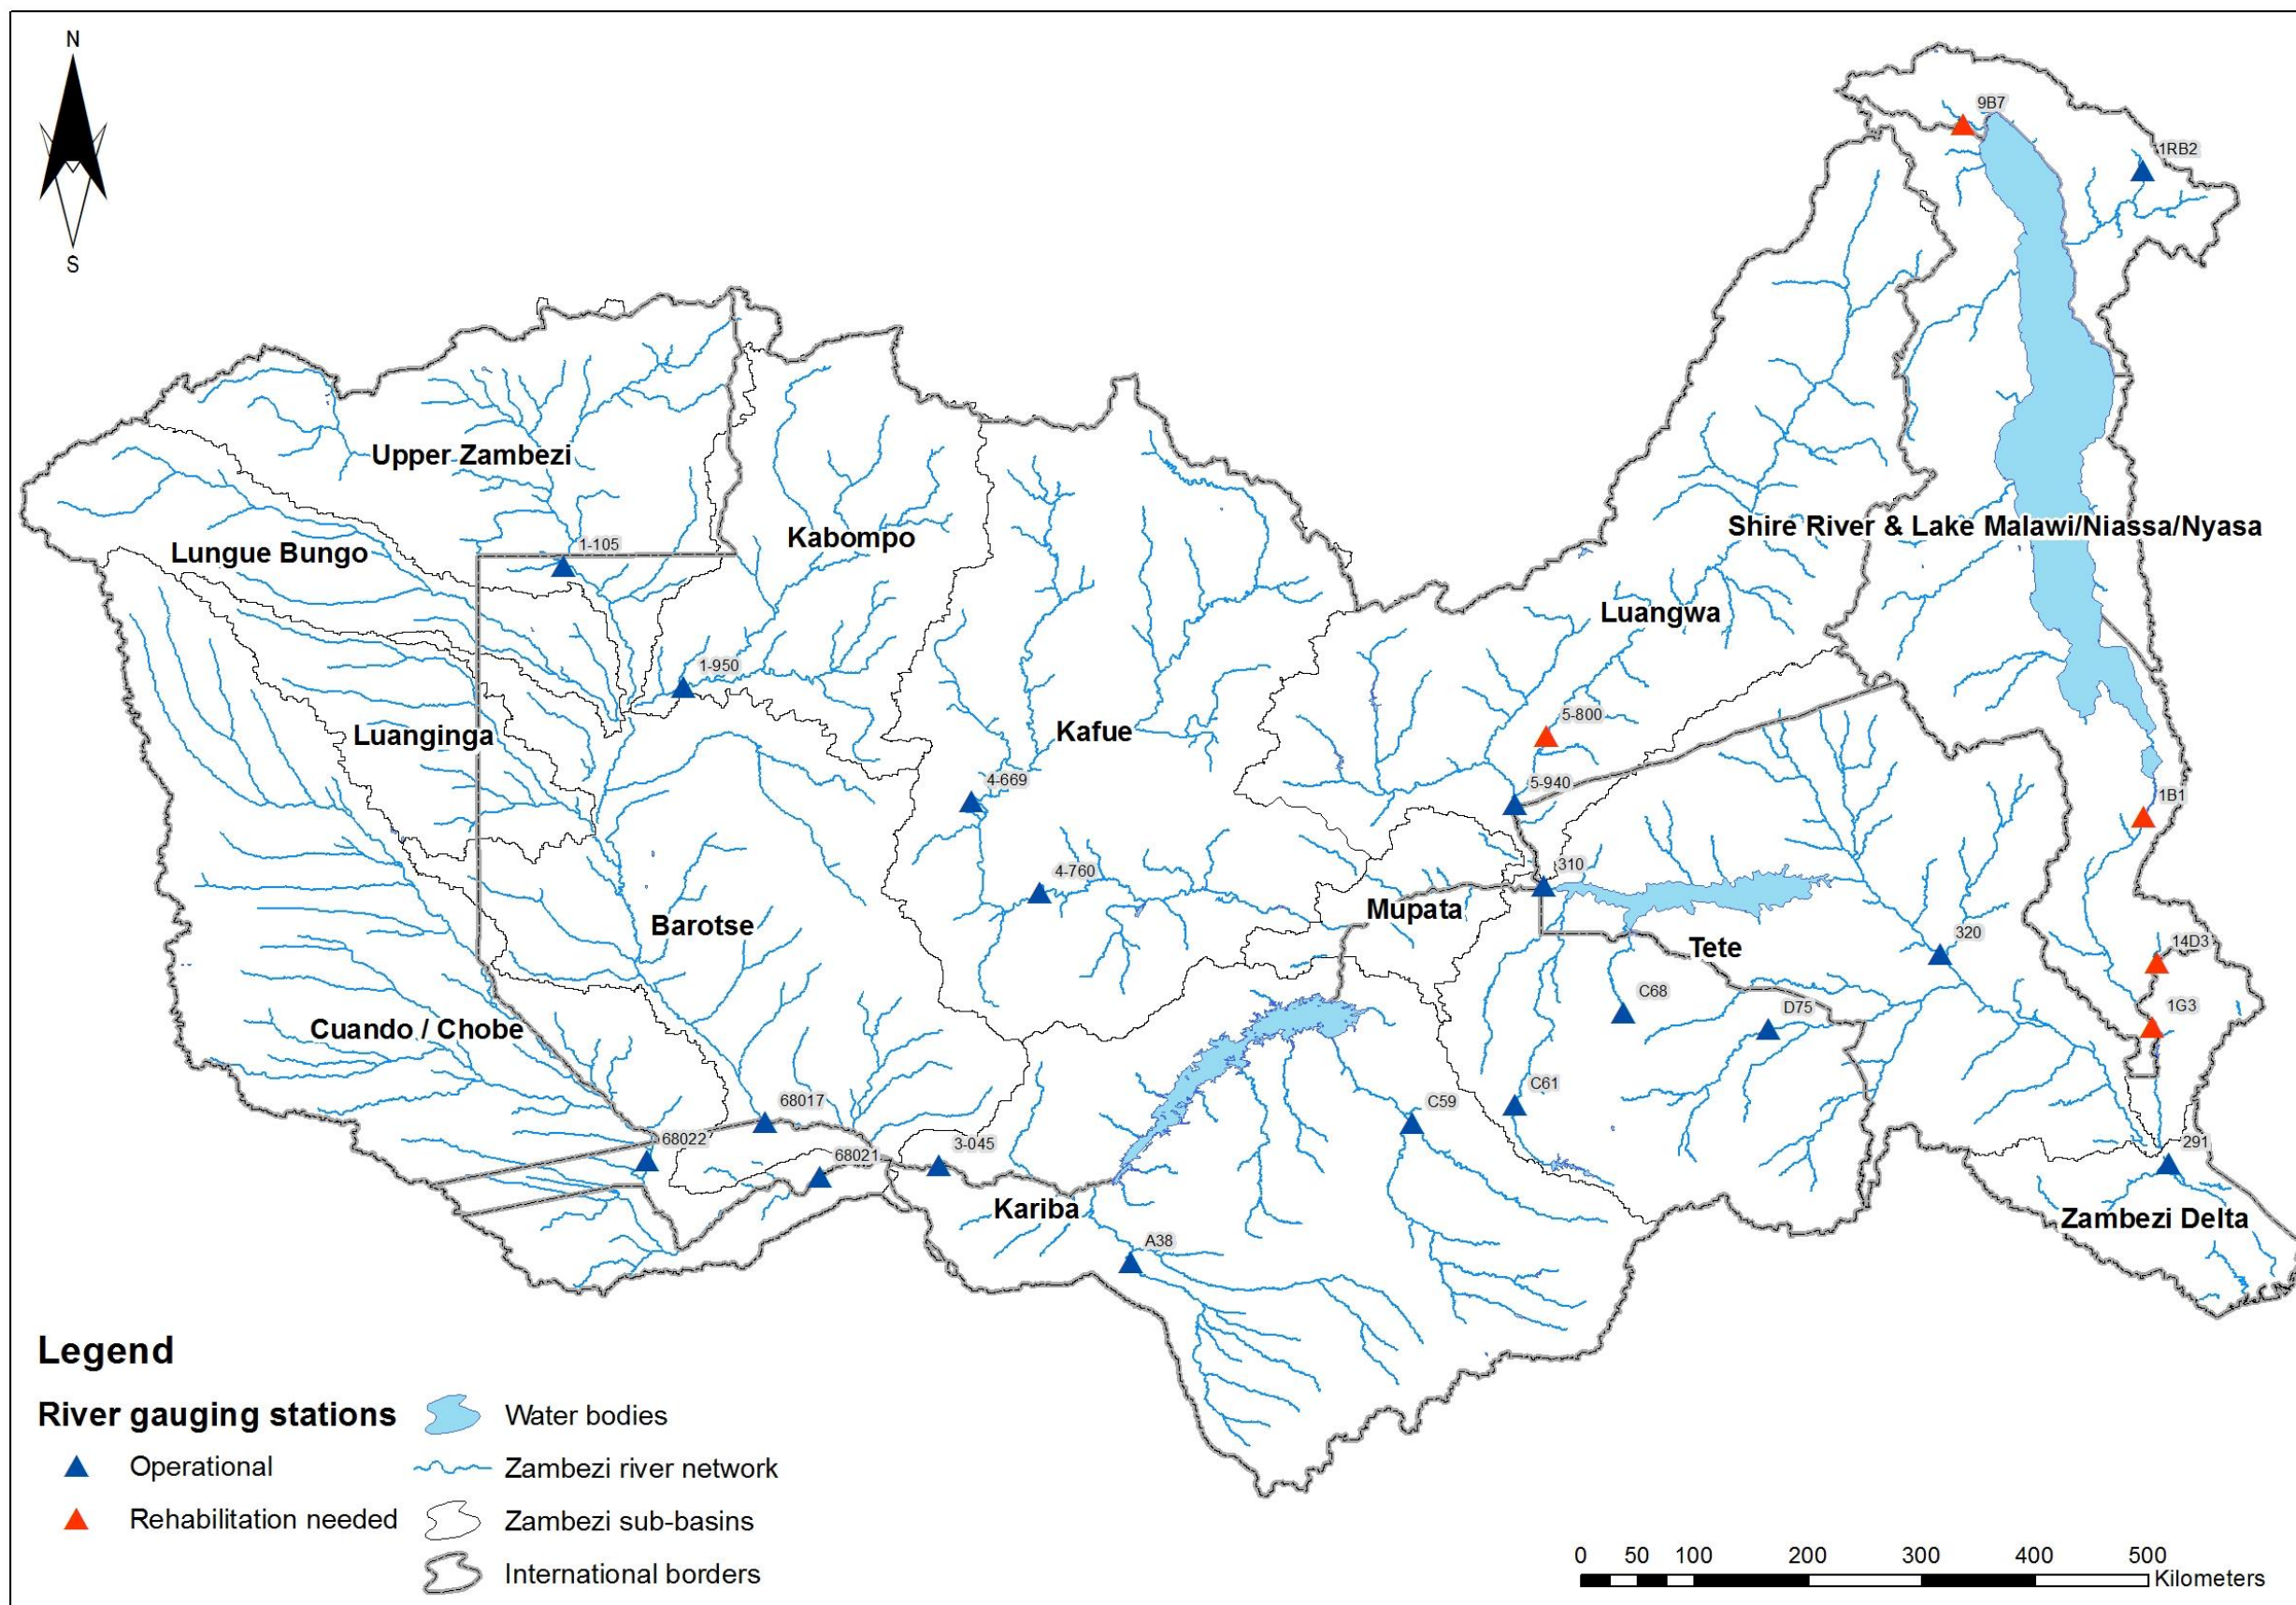 N
S
9B7
1RB2
Upper Zambezi
Kabompo
Shire River & Lake Malawi/Niassa/Nyasa
Lungue Bungo
1-105
Luangwa
1-950
5-800
Luanginga
Kafue
4-669
5-940
1B1
4-760
310
Mupata
Barotse
Tete
320
14D3
C68
D75
1G3
Cuando / Chobe
C61
68017
C59
68022
68021
3-045
291
Kariba
Zambezi Delta
A38
Legend
River gauging stations
Operational
Rehabilitation needed
Water bodies
Zambezi river network
Zambezi sub-basins
International borders
0 50 100 200 300 400 500
Kilometers